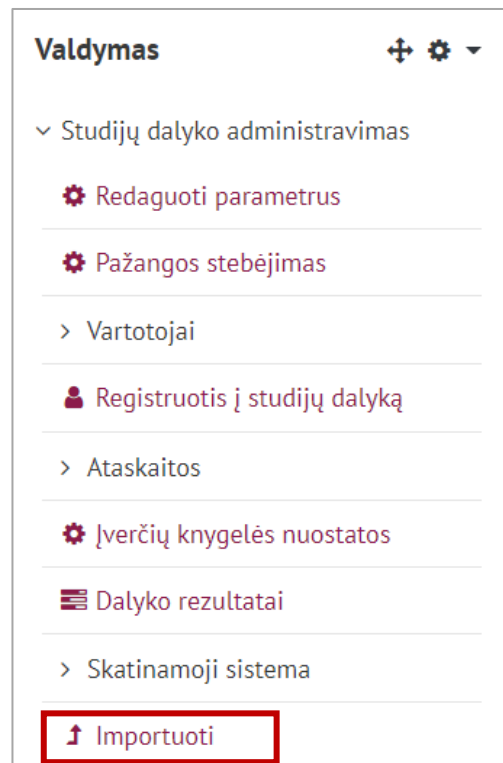 Valdymas
Studijų dalyko administravimas
Redaguoti parametrus
Pažangos stebėjimas
Vartotojai
Registruotis į studijų dalyką
Ataskaitos
Įverčių knygelės nuostatos
Dalyko rezultatai
Skatinamoji sistema
Importuoti